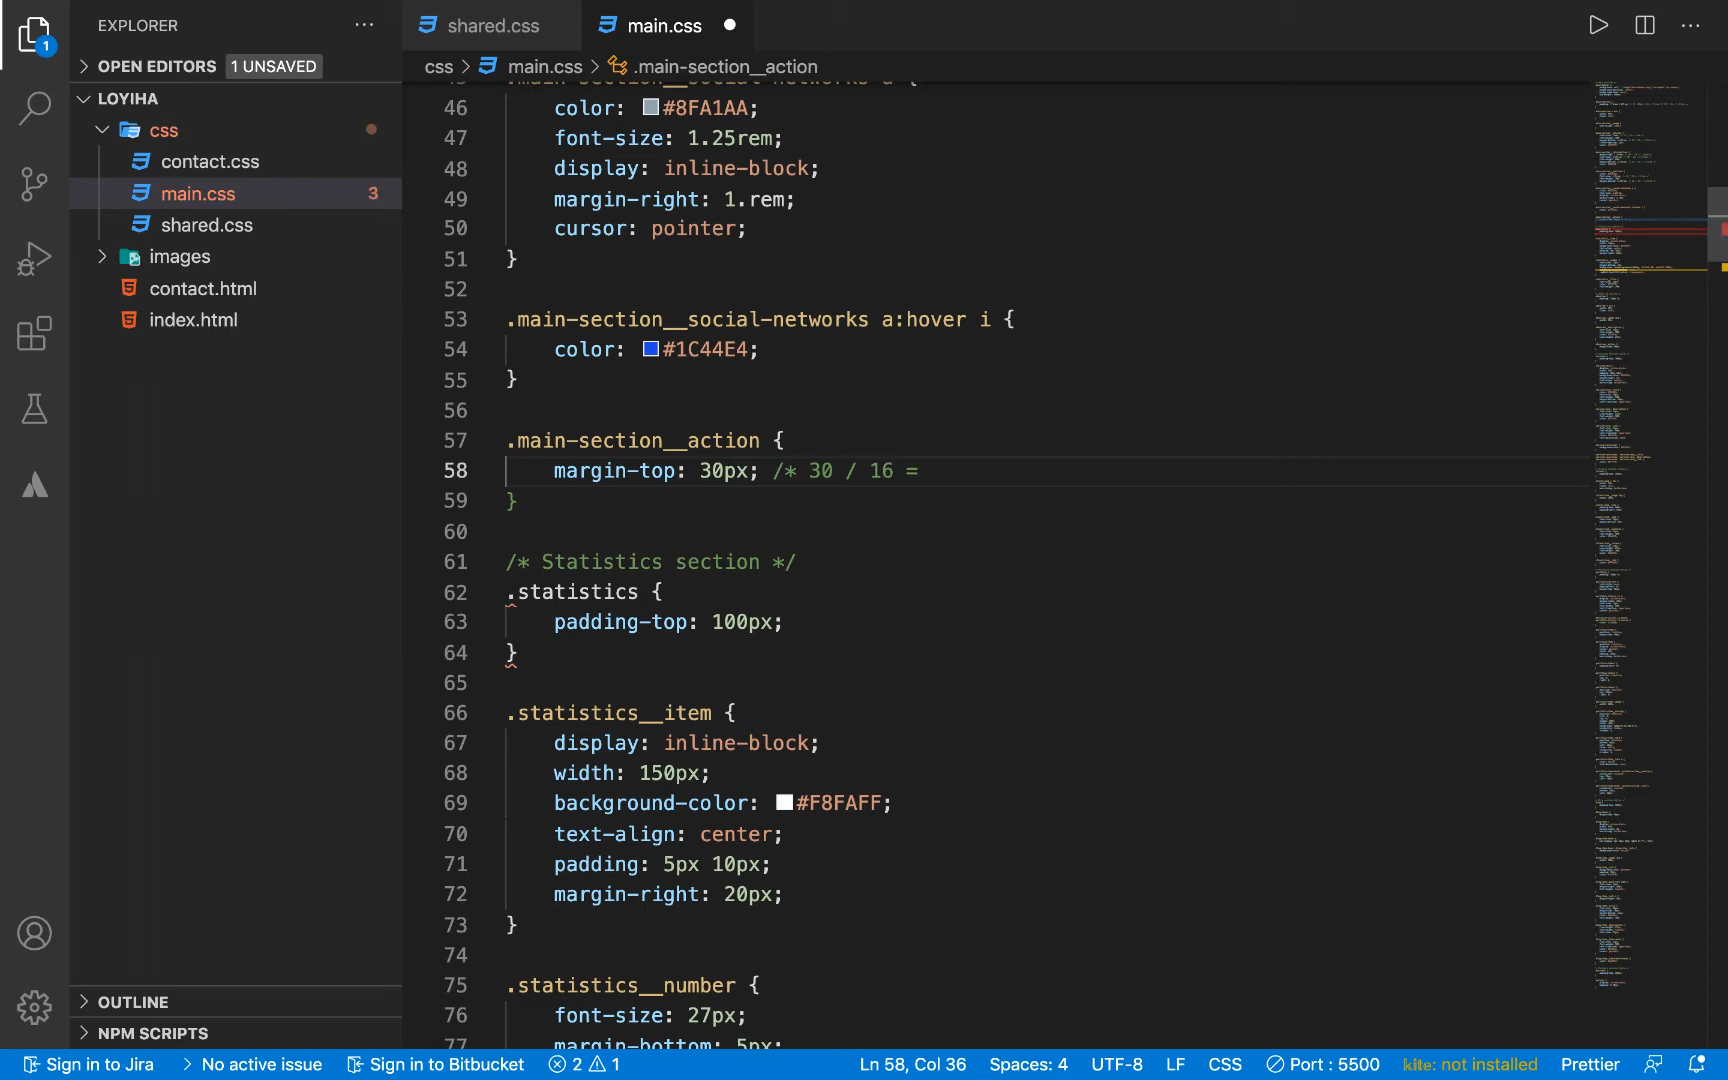 EXPLORER
shared.css
main.css
OPEN EDITORS 1 UNSAVED
css > main.css > .main-section__action
LOYIHA
css
contact.css
main.css 3
shared.css
images
contact.html
index.html
1
46 color: #8FA1AA;
47 font-size: 1.25rem;
48 display: inline-block;
49 margin-right: 1.rem;
50 cursor: pointer;
51 }
52
53 .main-section__social-networks a:hover i {
54 color: #1C44E4;
55 }
56
57 .main-section__action {
58 margin-top: 30px; /* 30 / 16 =
59 }
60
61 /* Statistics section */
62 .statistics {
63 padding-top: 100px;
64 }
65
66 .statistics__item {
67 display: inline-block;
68 width: 150px;
69 background-color: #F8FAFF;
70 text-align: center;
71 padding: 5px 10px;
72 margin-right: 20px;
73 }
74
75 .statistics__number {
76 font-size: 27px;
77 margin-bottom: 5px;
OUTLINE
NPM SCRIPTS
Sign in to Jira > No active issue Sign in to Bitbucket 2 1 Ln 58, Col 36 Spaces: 4 UTF-8 LF CSS Port : 5500 kite: not installed Prettier